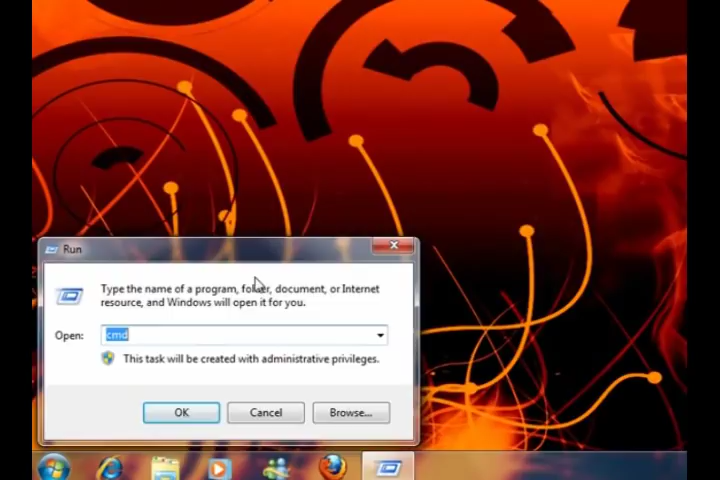 Run
Type the name of a program, folder, document, or Internet
resource, and Windows will open it for you.
Open: cmd
This task will be created with administrative privileges.
OK Cancel Browse...